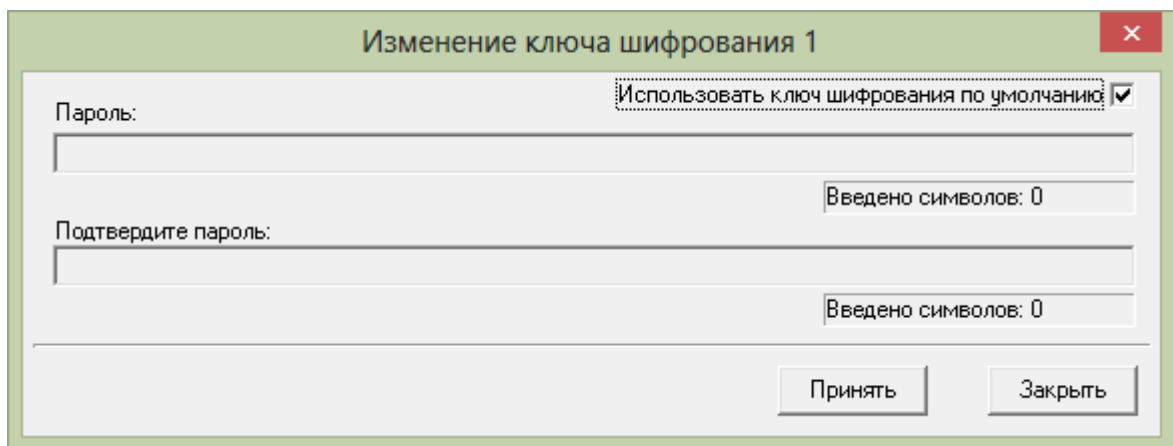 Изменение ключа шифрования 1
Использовать ключ шифрования по умолчанию
Пароль:
Введено символов: 0
Подтвердите пароль:
Введено символов: 0
Принять
Закрыть